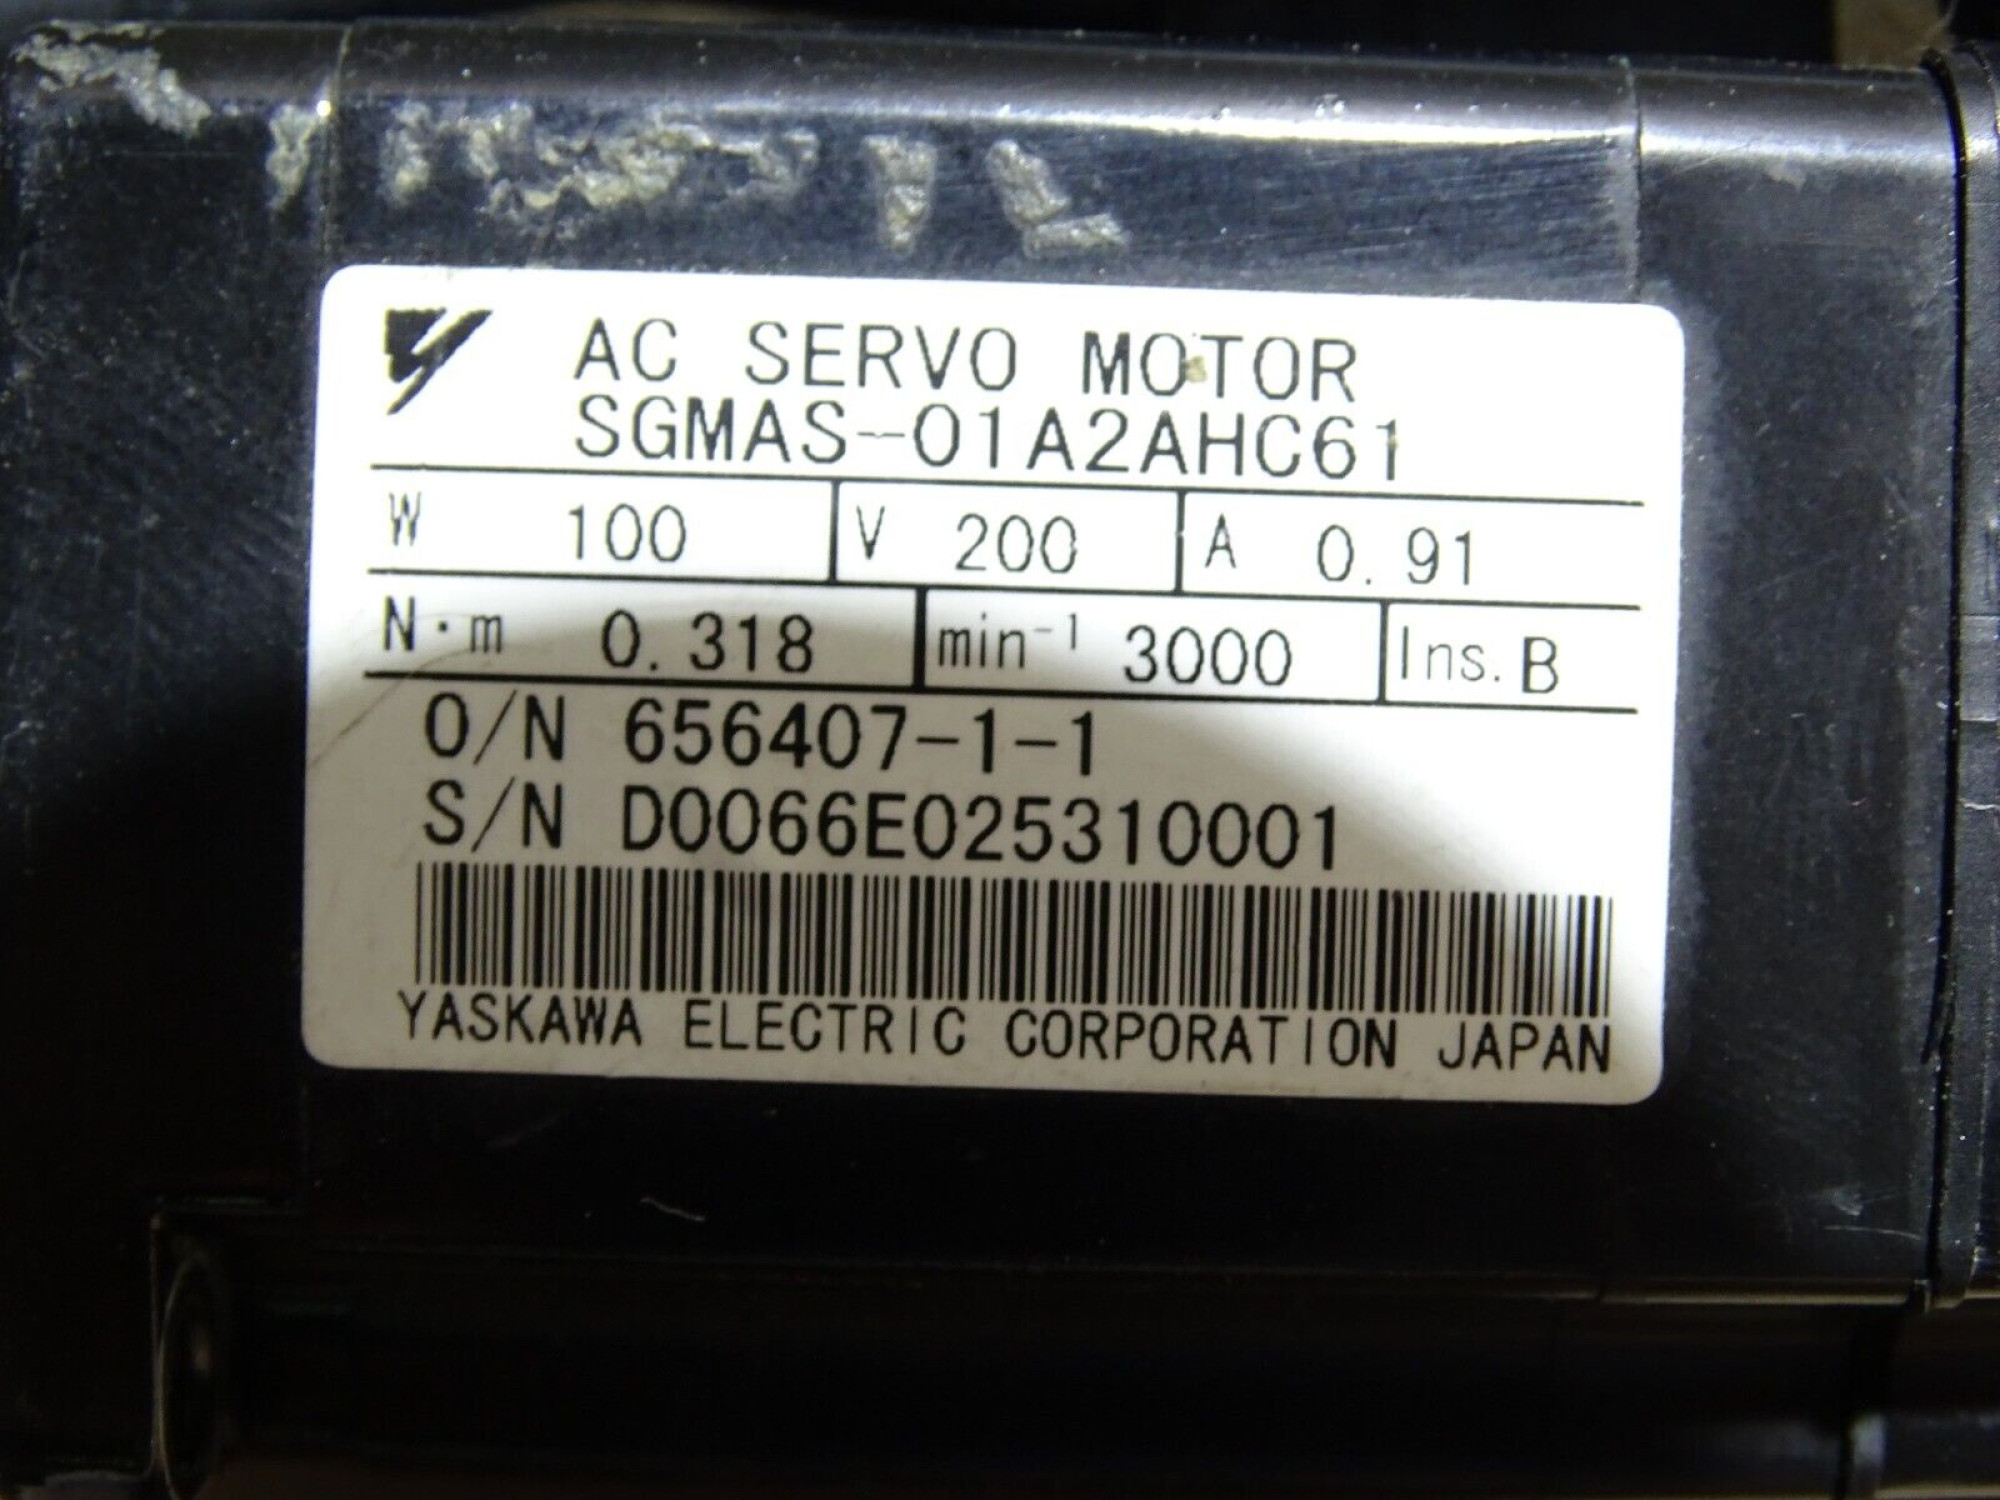 AC SERVO MOTOR
SGMAS-01A2AHC61
W 100 V 200 A 0.91
N·m 0.318 min⁻¹ 3000 Ins. B
O/N 656407-1-1
S/N D0066E025310001
YASKAWA ELECTRIC CORPORATION JAPAN